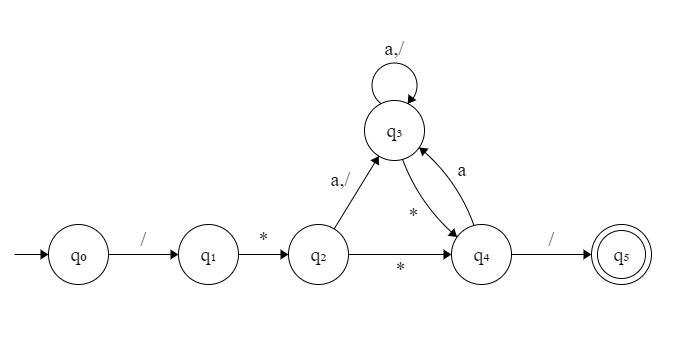 a,/
q₃
a,/
a
*
/
*
*
/
q₀
q₁
q₂
q₄
q₅